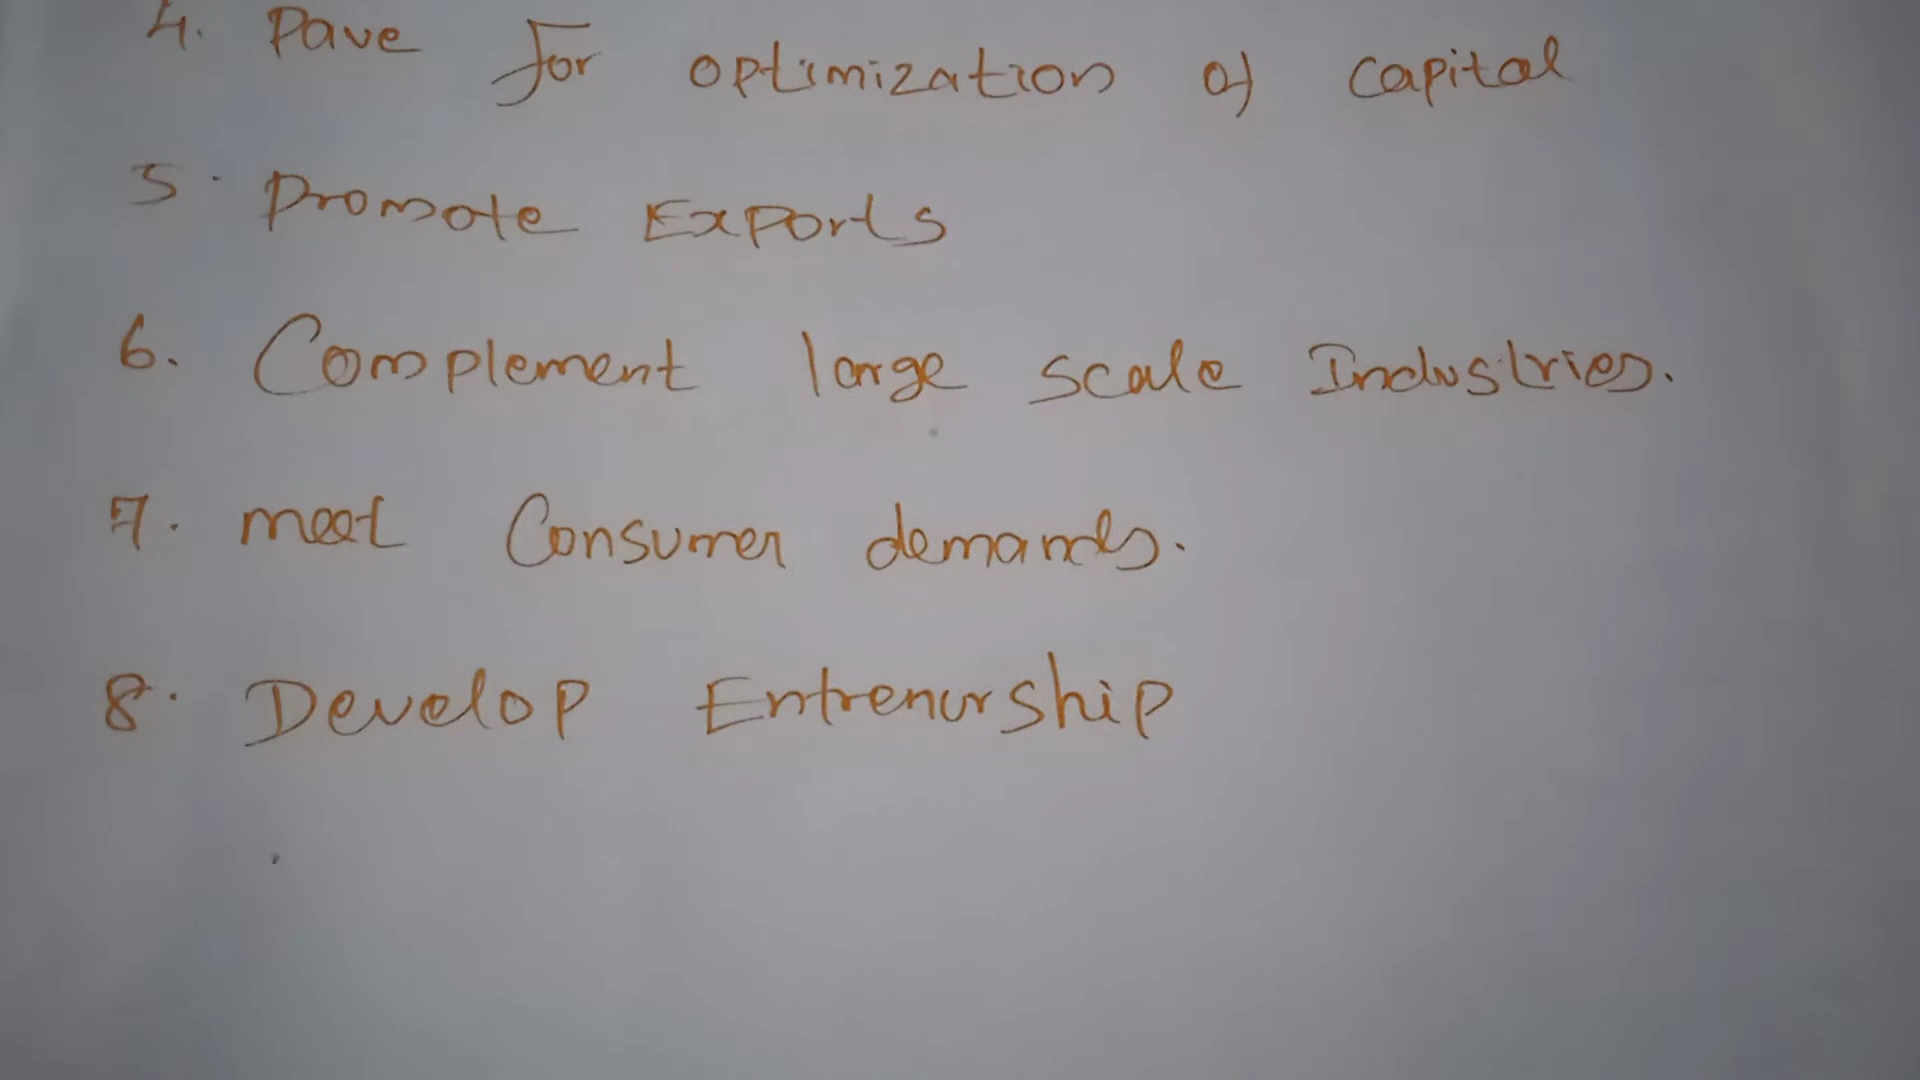 4. Pave for optimization of capital
5. Promote Exports
6. Complement large scale Industries.
7. meet Consumer demands.
8. Develop Entrenurship